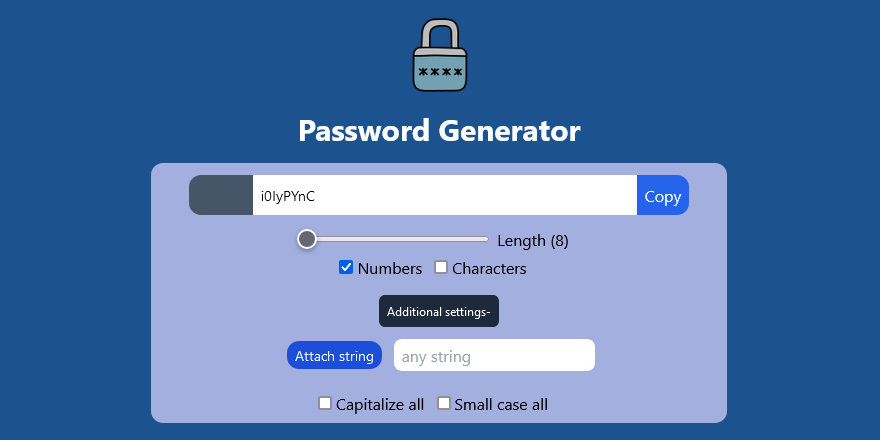 ****
Password Generator
i0IyPYnC Copy
Length (8)
Numbers Characters
Additional settings-
Attach string any string
Capitalize all Small case all